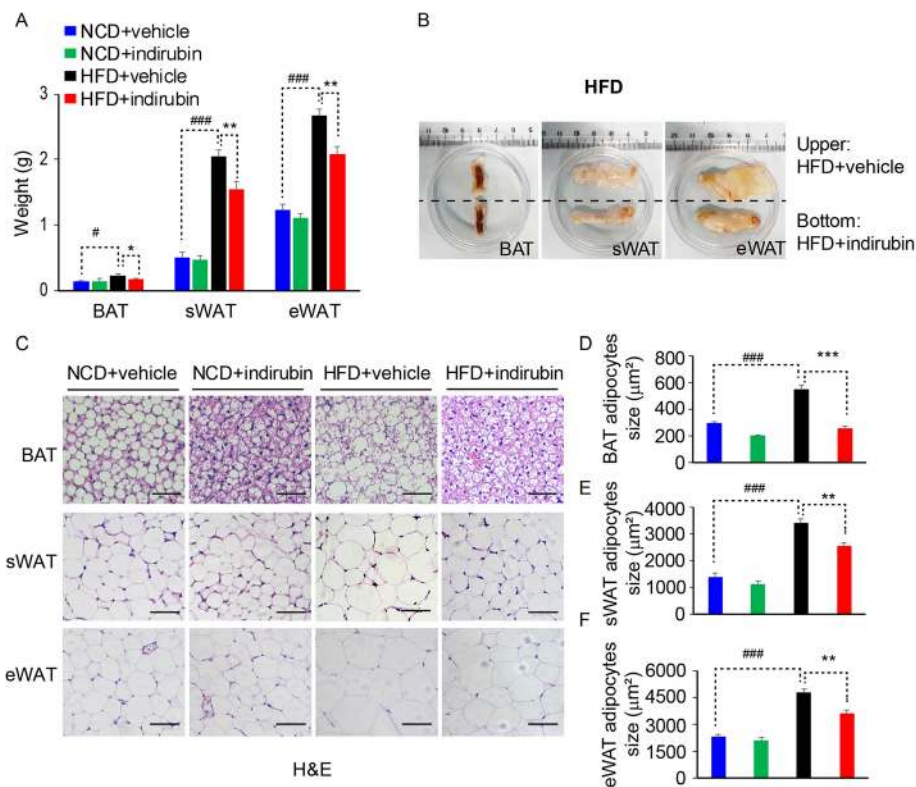 A
NCD+vehicle
NCD+indirubin
HFD+vehicle
HFD+indirubin
Weight (g)
3
2
1
0
###
**
###
**
#
*
BAT
sWAT
eWAT
B
HFD
BAT
sWAT
eWAT
Upper:
HFD+vehicle
Bottom:
HFD+indirubin
C
NCD+vehicle
NCD+indirubin
HFD+vehicle
HFD+indirubin
BAT
sWAT
eWAT
H&E
D
BAT adipocytes
size (µm²)
800
600
400
200
0
###
***
E
sWAT adipocytes
size (µm²)
4000
3000
2000
1000
0
###
**
F
eWAT adipocytes
size (µm²)
6000
4500
3000
1500
0
###
**